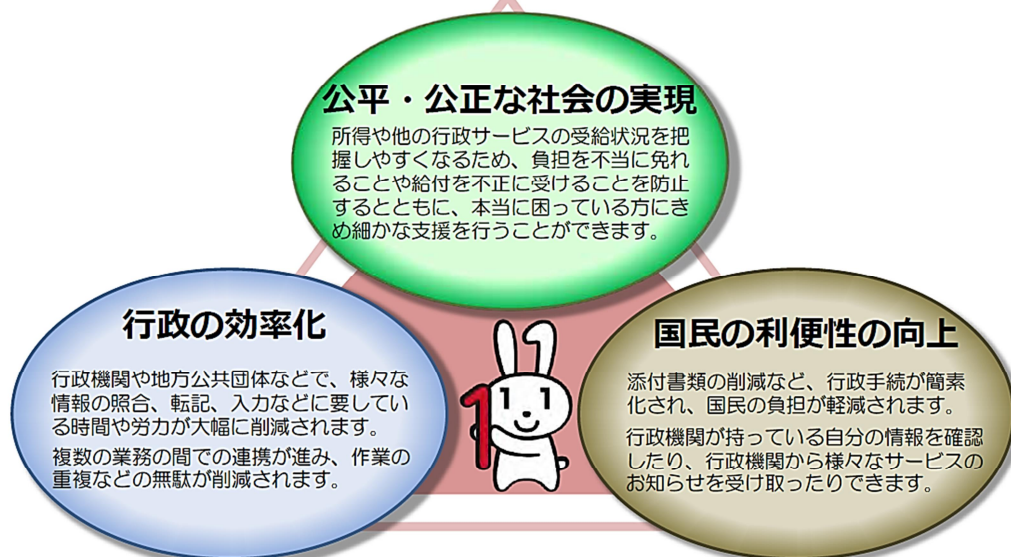 公平・公正な社会の実現
所得や他の行政サービスの受給状況を把
握しやすくなるため、負担を不当に免れ
ることや給付を不正に受けることを防止
するとともに、本当に困っている方にき
め細かな支援を行うことができます。
行政の効率化
行政機関や地方公共団体などで、様々な
情報の照合、転記、入力などに要してい
る時間や労力が大幅に削減されます。
複数の業務の間での連携が進み、作業の
重複などの無駄が削減されます。
1
国民の利便性の向上
添付書類の削減など、行政手続が簡素
化され、国民の負担が軽減されます。
行政機関が持っている自分の情報を確認
したり、行政機関から様々なサービスの
お知らせを受け取ったりできます。